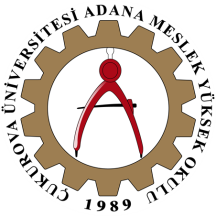 ÇUKUROVA ÜNİVERSİTESİ ADANA MESLEK YÜKSEK OKULU
1989